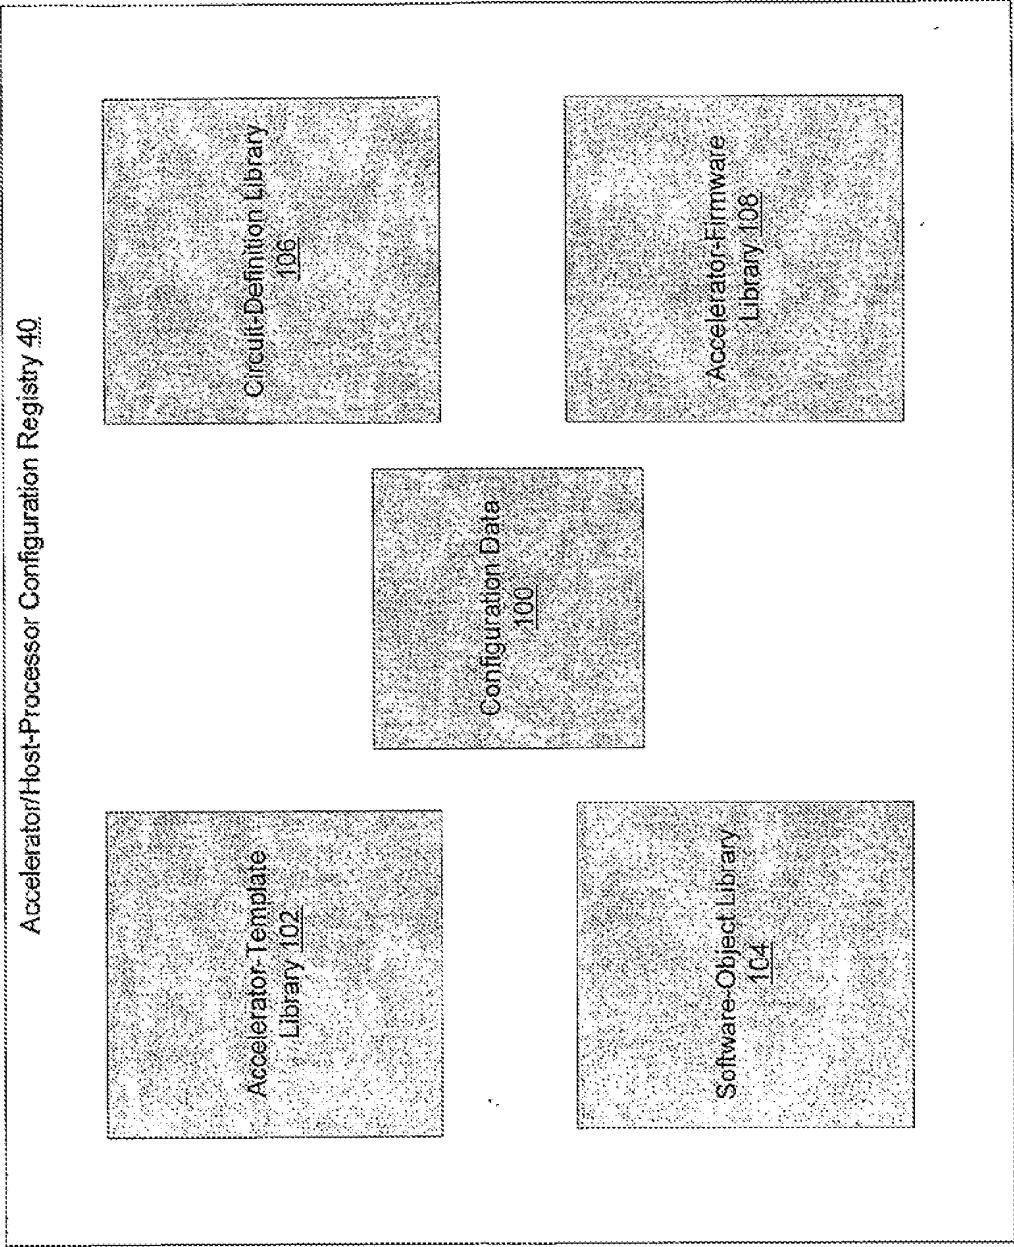 Accelerator/Host-Processor Configuration Registry 40
Accelerator-Template
Library 102
Circuit-Definition Library
106
Configuration Data
100
Software-Object Library
104
Accelerator-Firmware
Library 108